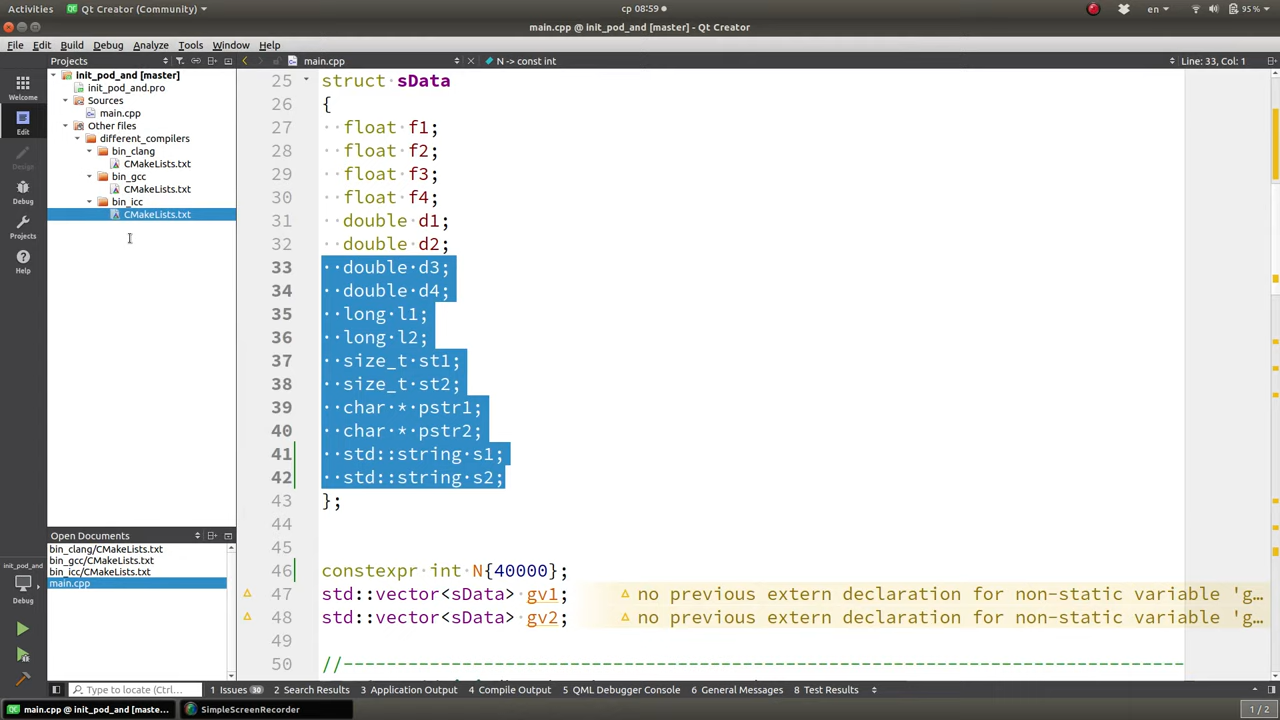 Activities
Qt Creator (Community)
ср 08:59
en
95 %
main.cpp @ init_pod_and [master] - Qt Creator
File Edit Build Debug Analyze Tools Window Help
Projects
main.cpp
N -> const int
Line: 33, Col: 1
Welcome
Edit
Design
Debug
Projects
Help
init_pod_and
Debug
init_pod_and [master]
init_pod_and.pro
Sources
main.cpp
Other files
different_compilers
bin_clang
CMakeLists.txt
bin_gcc
CMakeLists.txt
bin_icc
CMakeLists.txt
Open Documents
bin_clang/CMakeLists.txt
bin_gcc/CMakeLists.txt
bin_icc/CMakeLists.txt
main.cpp
25 struct sData
26 {
27 float f1;
28 float f2;
29 float f3;
30 float f4;
31 double d1;
32 double d2;
33 double d3;
34 double d4;
35 long l1;
36 long l2;
37 size_t st1;
38 size_t st2;
39 char * pstr1;
40 char * pstr2;
41 std::string s1;
42 std::string s2;
43 };
44
45
46 constexpr int N{40000};
47 std::vector<sData> gv1; no previous extern declaration for non-static variable 'g...
48 std::vector<sData> gv2; no previous extern declaration for non-static variable 'g...
49
50 //------------------------------------------------------------------------------
Type to locate (Ctrl...
1 Issues 30
2 Search Results
3 Application Output
4 Compile Output
5 QML Debugger Console
6 General Messages
8 Test Results
main.cpp @ init_pod_and [maste...
SimpleScreenRecorder
1 / 2